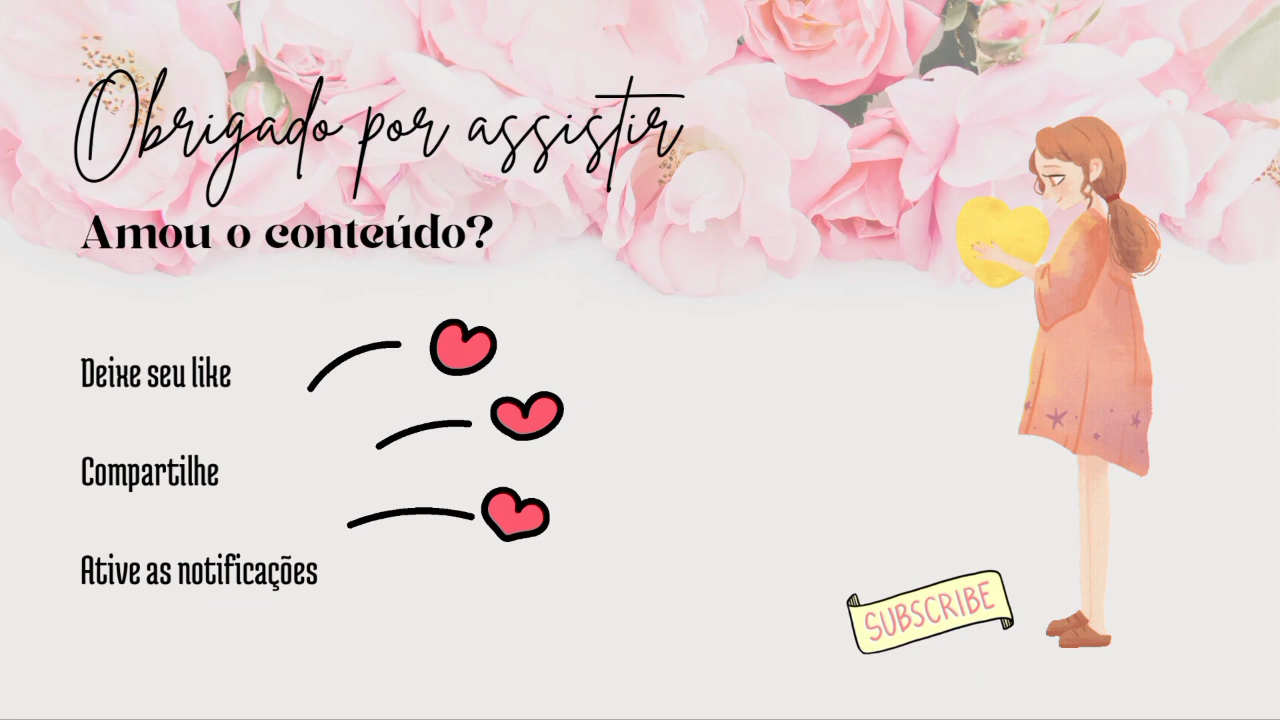 Obrigado por assistir
Amou o conteúdo?
Deixe seu like
Compartilhe
Ative as notificações
SUBSCRIBE